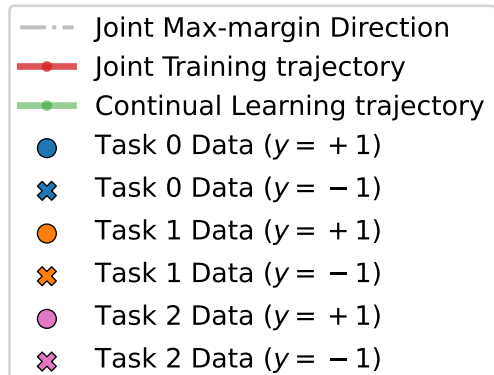 Joint Max-margin Direction
Joint Training trajectory
Continual Learning trajectory
Task 0 Data (y = +1)
Task 0 Data (y = −1)
Task 1 Data (y = +1)
Task 1 Data (y = −1)
Task 2 Data (y = +1)
Task 2 Data (y = −1)